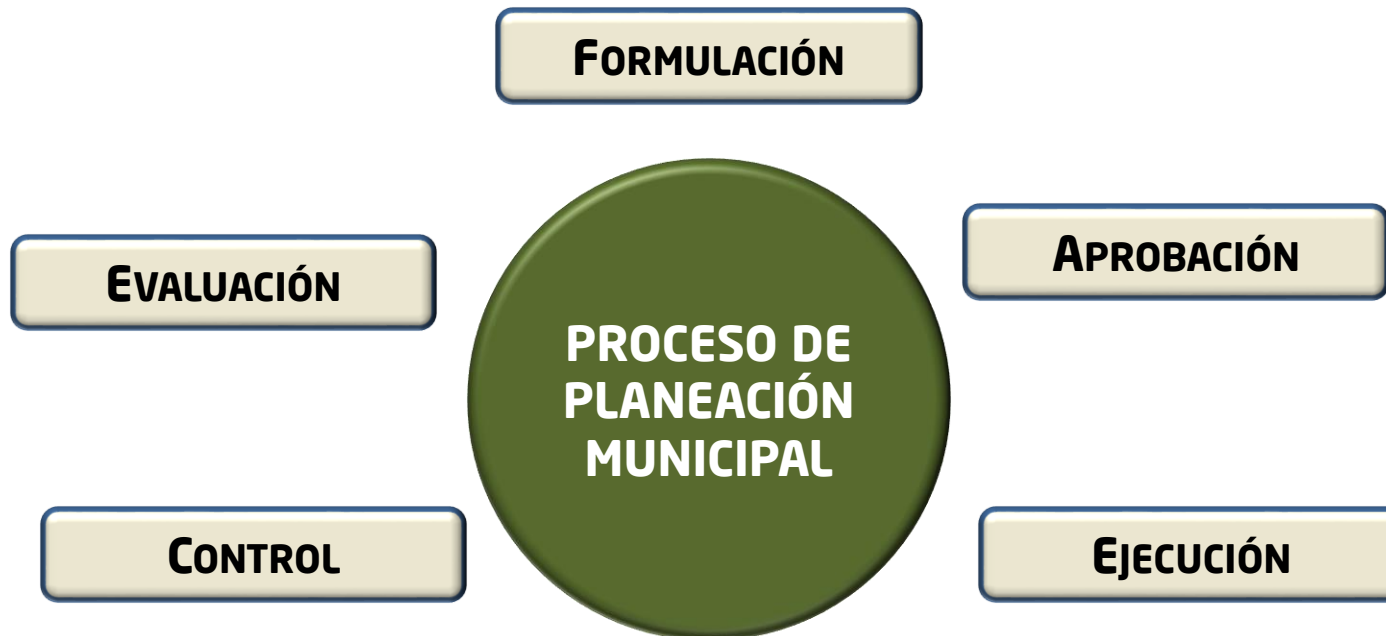 FORMULACIÓN
APROBACIÓN
EVALUACIÓN
PROCESO DE
PLANEACIÓN
MUNICIPAL
CONTROL
EJECUCIÓN